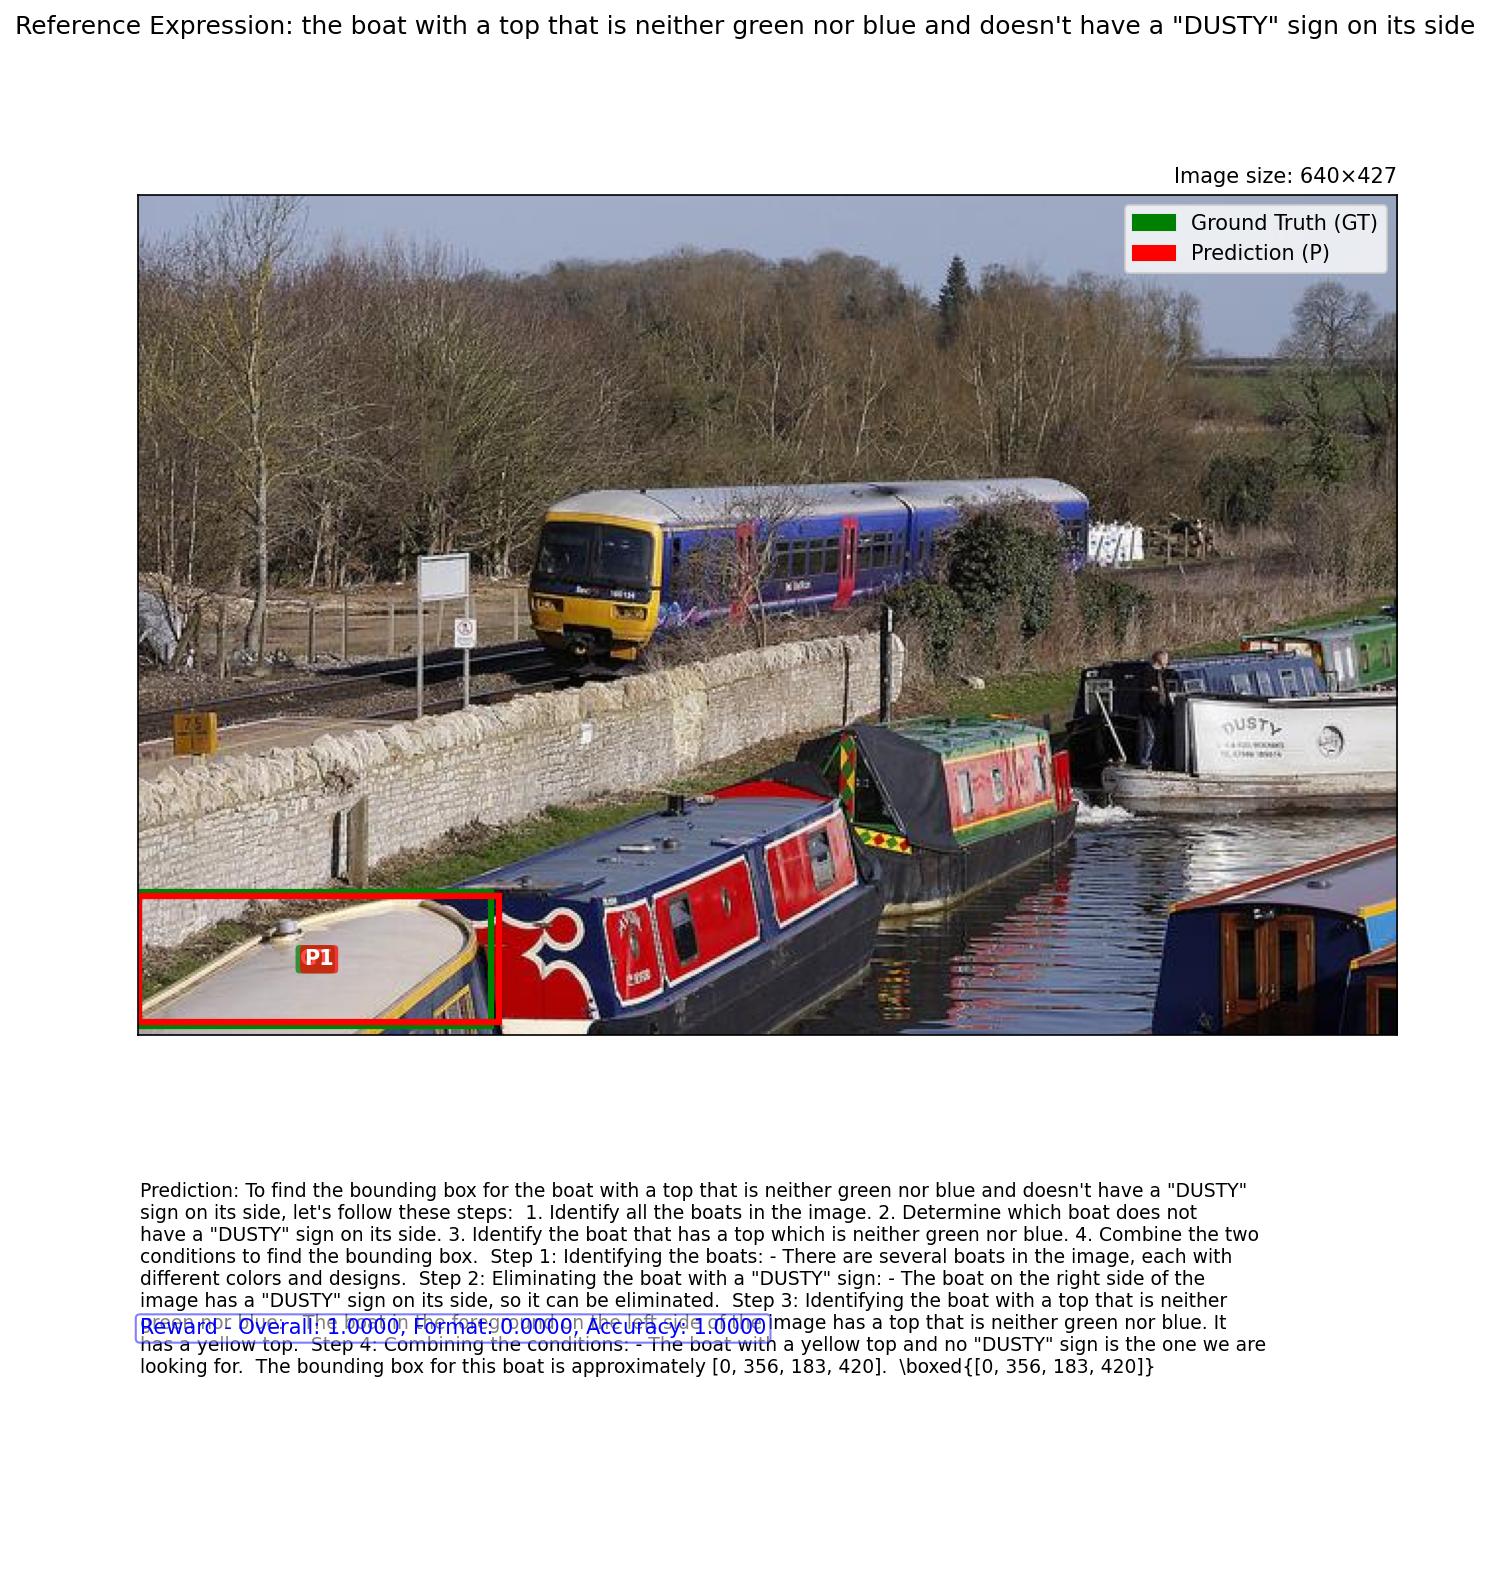 Reference Expression: the boat with a top that is neither green nor blue and doesn't have a "DUSTY" sign on its side
Image size: 640×427
Ground Truth (GT)
Prediction (P)
75
DUSTY
P1
Prediction: To find the bounding box for the boat with a top that is neither green nor blue and doesn't have a "DUSTY"
sign on its side, let's follow these steps:  1. Identify all the boats in the image. 2. Determine which boat does not
have a "DUSTY" sign on its side. 3. Identify the boat that has a top which is neither green nor blue. 4. Combine the two
conditions to find the bounding box.  Step 1: Identifying the boats: - There are several boats in the image, each with
different colors and designs.  Step 2: Eliminating the boat with a "DUSTY" sign: - The boat on the right side of the
image has a "DUSTY" sign on its side, so it can be eliminated.  Step 3: Identifying the boat with a top that is neither
green nor blue: - The boat in the foreground on the left side of the image has a top that is neither green nor blue. It
Reward - Overall: 1.0000, Format: 0.0000, Accuracy: 1.0000
has a yellow top.  Step 4: Combining the conditions: - The boat with a yellow top and no "DUSTY" sign is the one we are
looking for.  The bounding box for this boat is approximately [0, 356, 183, 420].  \boxed{[0, 356, 183, 420]}